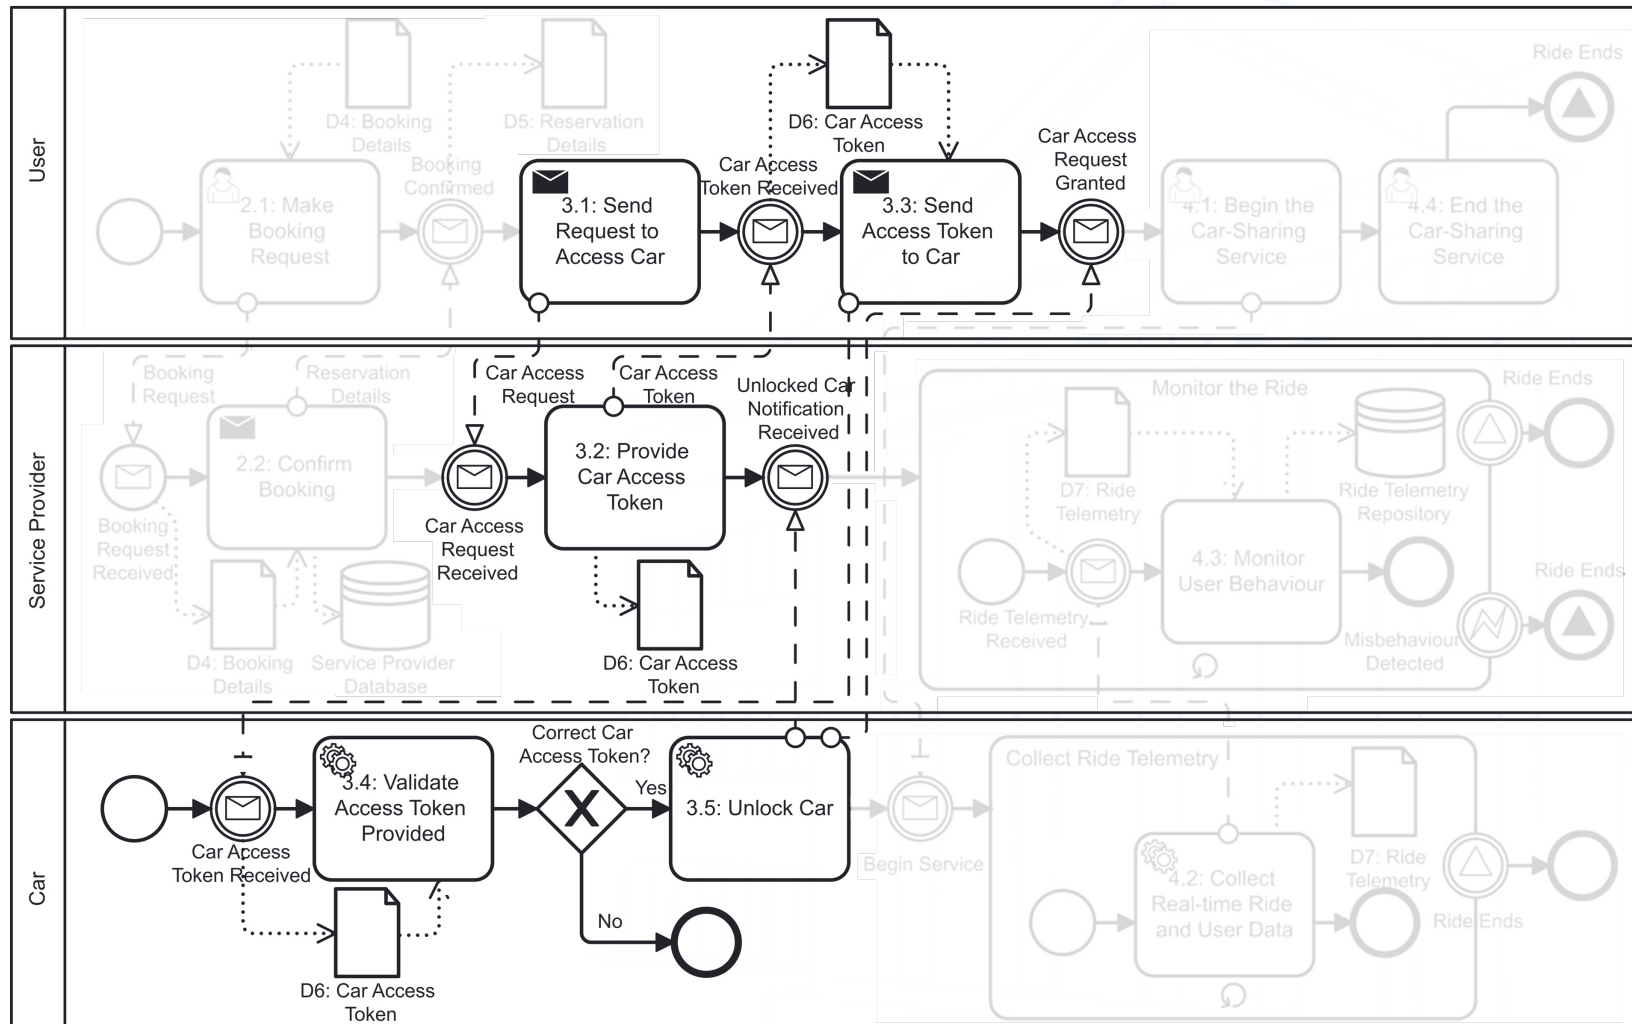 User
D4: Booking
Details
D5: Reservation
Details
D6: Car Access
Token
Ride Ends
Booking
Confirmed
Car Access
Token Received
Car Access
Request
Granted
2.1: Make
Booking
Request
3.1: Send
Request to
Access Car
3.3: Send
Access Token
to Car
4.1: Begin the
Car-Sharing
Service
4.4: End the
Car-Sharing
Service
Service Provider
Booking
Request
Reservation
Details
Car Access
Request
Car Access
Token
Unlocked Car
Notification
Received
Monitor the Ride
Ride Ends
2.2: Confirm
Booking
3.2: Provide
Car Access
Token
D7: Ride
Telemetry
Ride Telemetry
Repository
Booking
Request
Received
Car Access
Request
Received
4.3: Monitor
User Behaviour
Ride Ends
Ride Telemetry
Received
Misbehaviour
Detected
D4: Booking
Details
Service Provider
Database
D6: Car Access
Token
Car
Correct Car
Access Token?
Collect Ride Telemetry
3.4: Validate
Access Token
Provided
Yes
3.5: Unlock Car
Car Access
Token Received
Begin Service
D7: Ride
Telemetry
4.2: Collect
Real-time Ride
and User Data
Ride Ends
No
D6: Car Access
Token